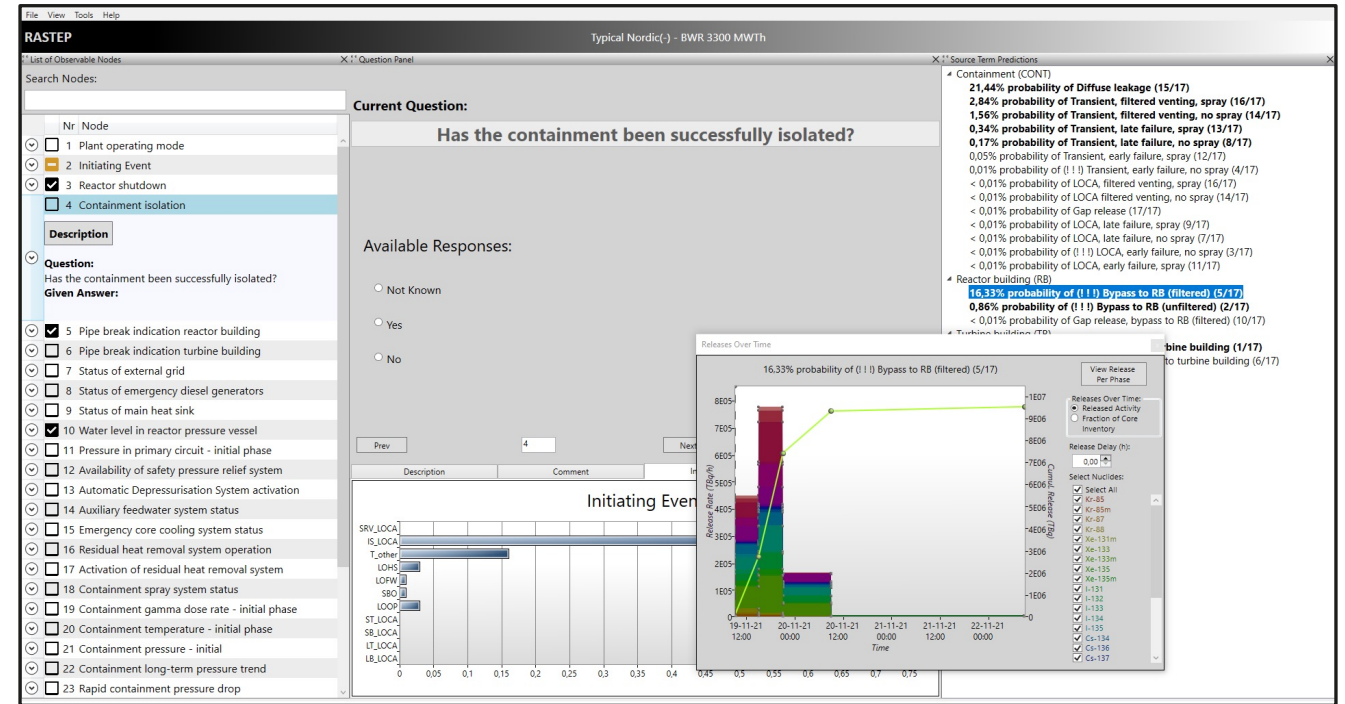 File View Tools Help
RASTEP
Typical Nordic(-) - BWR 3300 MWTh
List of Observable Nodes
Search Nodes:
Nr Node
1 Plant operating mode
2 Initiating Event
3 Reactor shutdown
4 Containment isolation
Description
Question:
Has the containment been successfully isolated?
Given Answer:
5 Pipe break indication reactor building
6 Pipe break indication turbine building
7 Status of external grid
8 Status of emergency diesel generators
9 Status of main heat sink
10 Water level in reactor pressure vessel
11 Pressure in primary circuit - initial phase
12 Availability of safety pressure relief system
13 Automatic Depressurisation System activation
14 Auxiliary feedwater system status
15 Emergency core cooling system status
16 Residual heat removal system operation
17 Activation of residual heat removal system
18 Containment spray system status
19 Containment gamma dose rate - initial phase
20 Containment temperature - initial phase
21 Containment pressure - initial
22 Containment long-term pressure trend
23 Rapid containment pressure drop
Question Panel
Current Question:
Has the containment been successfully isolated?
Available Responses:
Not Known
Yes
No
Prev
4
Next
Description
Comment
In
Initiating Even
SRV_LOCA
IS_LOCA
T_other
LOHS
LOFW
SBO
LOOP
ST_LOCA
SB_LOCA
LT_LOCA
LB_LOCA
0 0,05 0,1 0,15 0,2 0,25 0,3 0,35 0,4 0,45 0,5 0,55 0,6 0,65 0,7 0,75
Source Term Predictions
Containment (CONT)
21,44% probability of Diffuse leakage (15/17)
2,84% probability of Transient, filtered venting, spray (16/17)
1,56% probability of Transient, filtered venting, no spray (14/17)
0,34% probability of Transient, late failure, spray (13/17)
0,17% probability of Transient, late failure, no spray (8/17)
0,05% probability of Transient, early failure, spray (12/17)
0,01% probability of (! ! !) Transient, early failure, no spray (4/17)
< 0,01% probability of LOCA, filtered venting, spray (16/17)
< 0,01% probability of LOCA filtered venting, no spray (14/17)
< 0,01% probability of Gap release (17/17)
< 0,01% probability of LOCA, late failure, spray (9/17)
< 0,01% probability of LOCA, late failure, no spray (7/17)
< 0,01% probability of (! ! !) LOCA, early failure, no spray (3/17)
< 0,01% probability of LOCA, early failure, spray (11/17)
Reactor building (RB)
16,33% probability of (! ! !) Bypass to RB (filtered) (5/17)
0,86% probability of (! ! !) Bypass to RB (unfiltered) (2/17)
< 0,01% probability of Gap release, bypass to RB (filtered) (10/17)
Turbine building (TB)
bine building (1/17)
to turbine building (6/17)
Releases Over Time
16,33% probability of (! ! !) Bypass to RB (filtered) (5/17)
8E05
7E05
6E05
5E05
4E05
3E05
2E05
1E05
0
Release Rate (TBq/h)
1E07
9E06
8E06
7E06
6E06
5E06
4E06
3E06
2E06
1E06
0
Cumul. Release (TBq)
19-11-21 20-11-21 20-11-21 21-11-21 21-11-21 22-11-21
12:00 00:00 12:00 00:00 12:00 00:00
Time
View Release
Per Phase
Releases Over Time:
Released Activity
Fraction of Core
Inventory
Release Delay (h):
0,00
Select Nuclides:
Select All
Kr-85
Kr-85m
Kr-87
Kr-88
Xe-131m
Xe-133
Xe-133m
Xe-135
Xe-135m
I-131
I-132
I-133
I-134
I-135
Cs-134
Cs-136
Cs-137